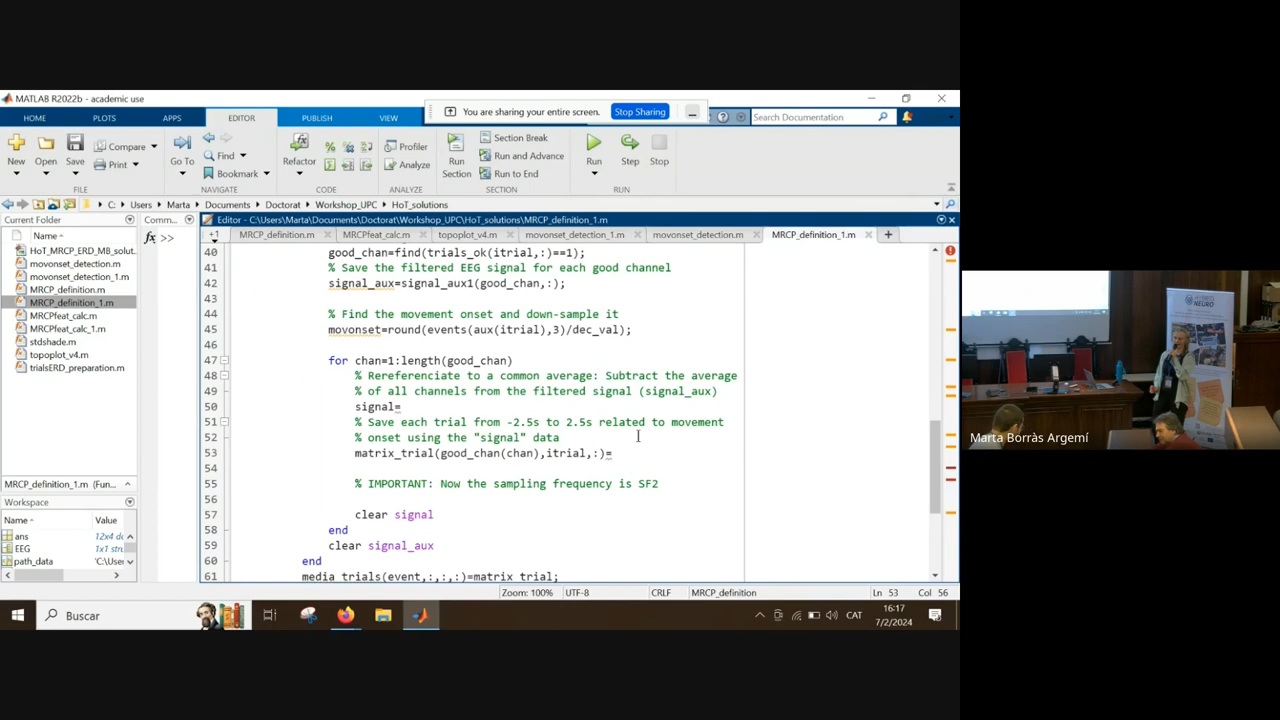 MATLAB R2022b - academic use
You are sharing your entire screen.
Stop Sharing
Search Documentation
HOME
PLOTS
APPS
EDITOR
PUBLISH
VIEW
New
Open
Save
Compare
Print
Go To
Find
Bookmark
Refactor
Profiler
Analyze
Run
Section
Section Break
Run and Advance
Run to End
Run
Step
Stop
FILE
NAVIGATE
CODE
ANALYZE
SECTION
RUN
C: Users Marta Documents Doctorat Workshop_UPC HoT_solutions
Current Folder
Comm...
Editor - C:\Users\Marta\Documents\Doctorat\Workshop_UPC\HoT_solutions\MRCP_definition_1.m
+1
MRCP_definition.m
MRCPfeat_calc.m
topoplot_v4.m
movonset_detection_1.m
movonset_detection.m
MRCP_definition_1.m
Name
HoT_MRCP_ERD_MB_solut...
movonset_detection.m
movonset_detection_1.m
MRCP_definition.m
MRCP_definition_1.m
MRCPfeat_calc.m
MRCPfeat_calc_1.m
stdshade.m
topoplot_v4.m
trialsERD_preparation.m
fx >>
40 good_chan=find(trials_ok(itrial,:)==1);
41 % Save the filtered EEG signal for each good channel
42 signal_aux=signal_aux1(good_chan,:);
43
44 % Find the movement onset and down-sample it
45 movonset=round(events(aux(itrial),3)/dec_val);
46
47 for chan=1:length(good_chan)
48 % Rereferenciate to a common average: Subtract the average
49 % of all channels from the filtered signal (signal_aux)
50 signal=
51 % Save each trial from -2.5s to 2.5s related to movement
52 % onset using the "signal" data
53 matrix_trial(good_chan(chan),itrial,:)=
54
55 % IMPORTANT: Now the sampling frequency is SF2
56
57 clear signal
58 end
59 clear signal_aux
60 end
61 media_trials(event,:,:,:)=matrix_trial;
MRCP_definition_1.m (Fun...
Workspace
Name
Value
ans
12x4 do
EEG
1x1 stru
path_data
'C:\User
Zoom: 100%
UTF-8
CRLF
MRCP_definition
Ln 53
Col 56
Buscar
CAT
16:17
7/2/2024
NEURO
Marta Borràs Argemí